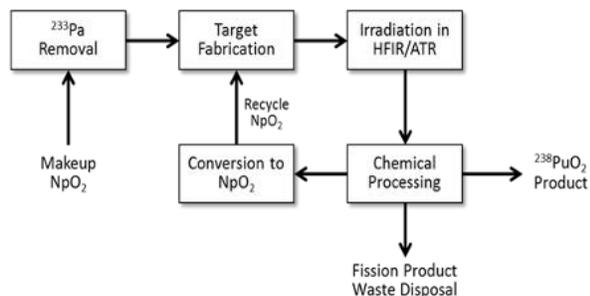 ²³³Pa
Removal
Target
Fabrication
Irradiation in
HFIR/ATR
Recycle
NpO₂
Makeup
NpO₂
Conversion to
NpO₂
Chemical
Processing
²³⁸PuO₂
Product
Fission Product
Waste Disposal